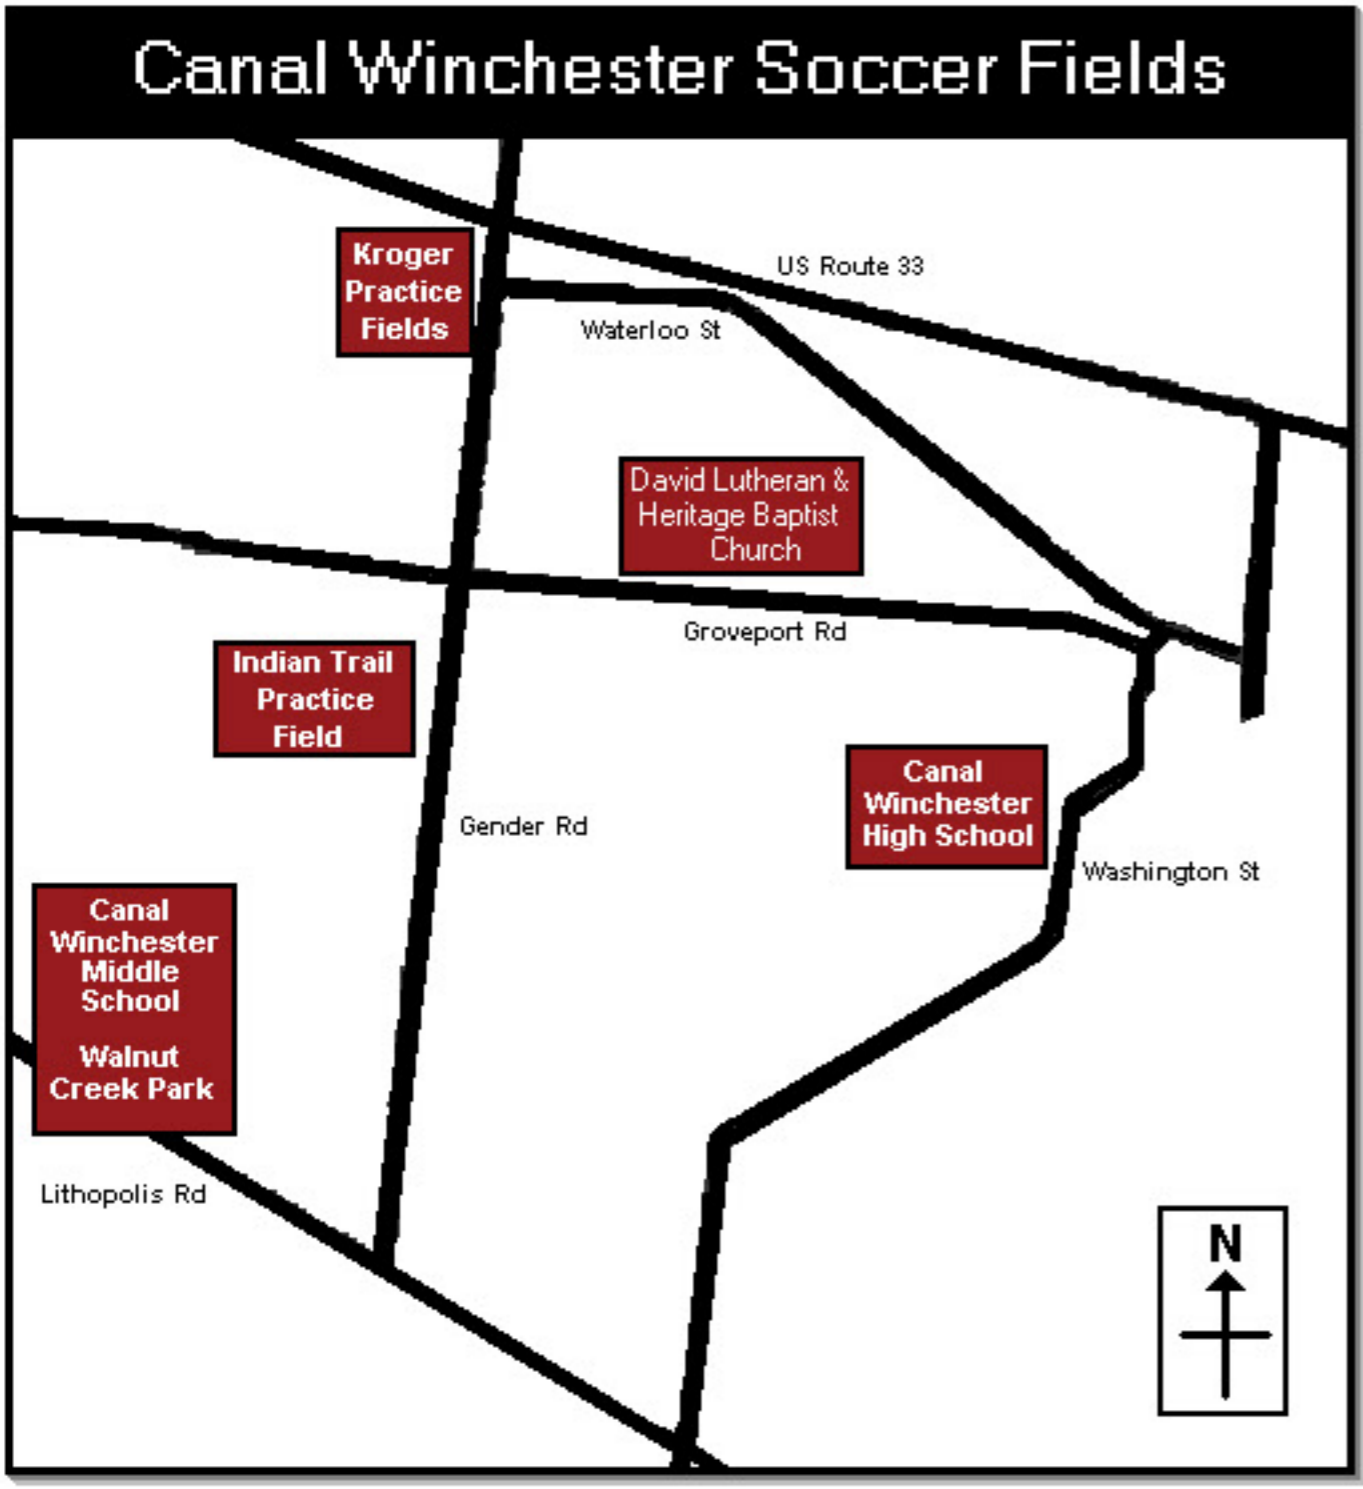 Canal Winchester Soccer Fields
Kroger
Practice
Fields
US Route 33
Waterloo St
David Lutheran &
Heritage Baptist
Church
Groveport Rd
Indian Trail
Practice
Field
Canal
Winchester
High School
Gender Rd
Washington St
Canal
Winchester
Middle
School
Walnut
Creek Park
Lithopolis Rd
N